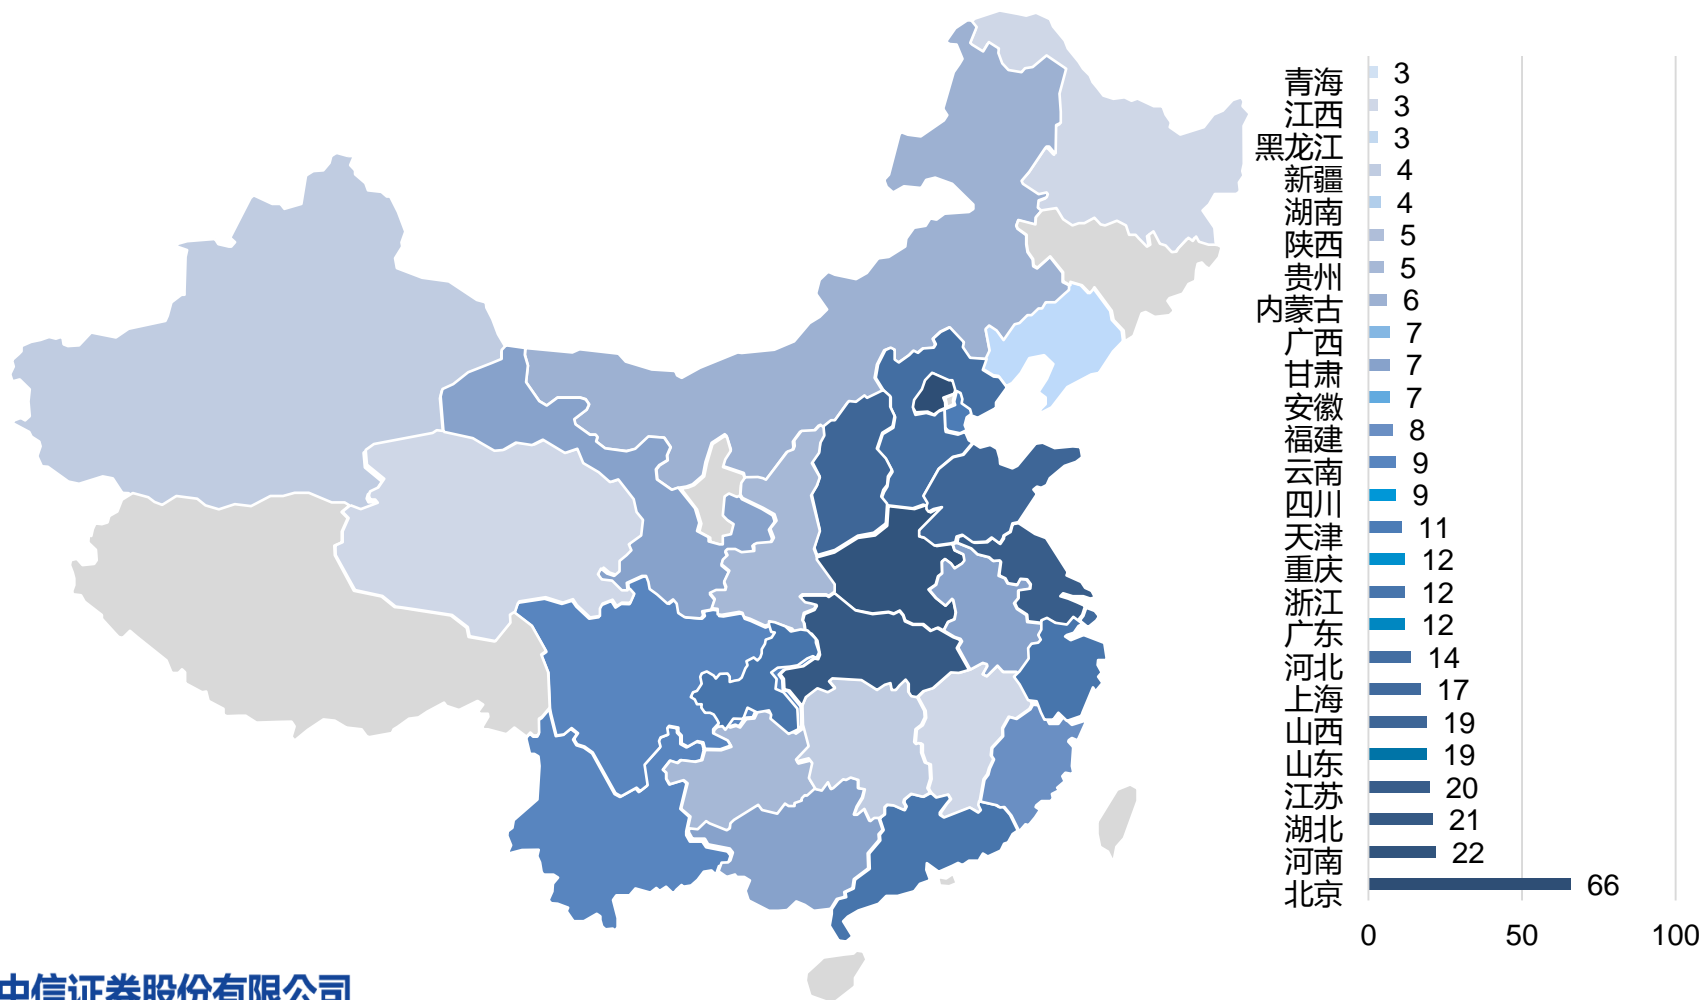 青海 3
江西 3
黑龙江 3
新疆 4
湖南 4
陕西 5
贵州 5
内蒙古 6
广西 7
甘肃 7
安徽 7
福建 8
云南 9
四川 9
天津 11
重庆 12
浙江 12
广东 12
河北 14
上海 17
山西 19
山东 19
江苏 20
湖北 21
河南 22
北京 66
0 50 100
中信证券股份有限公司